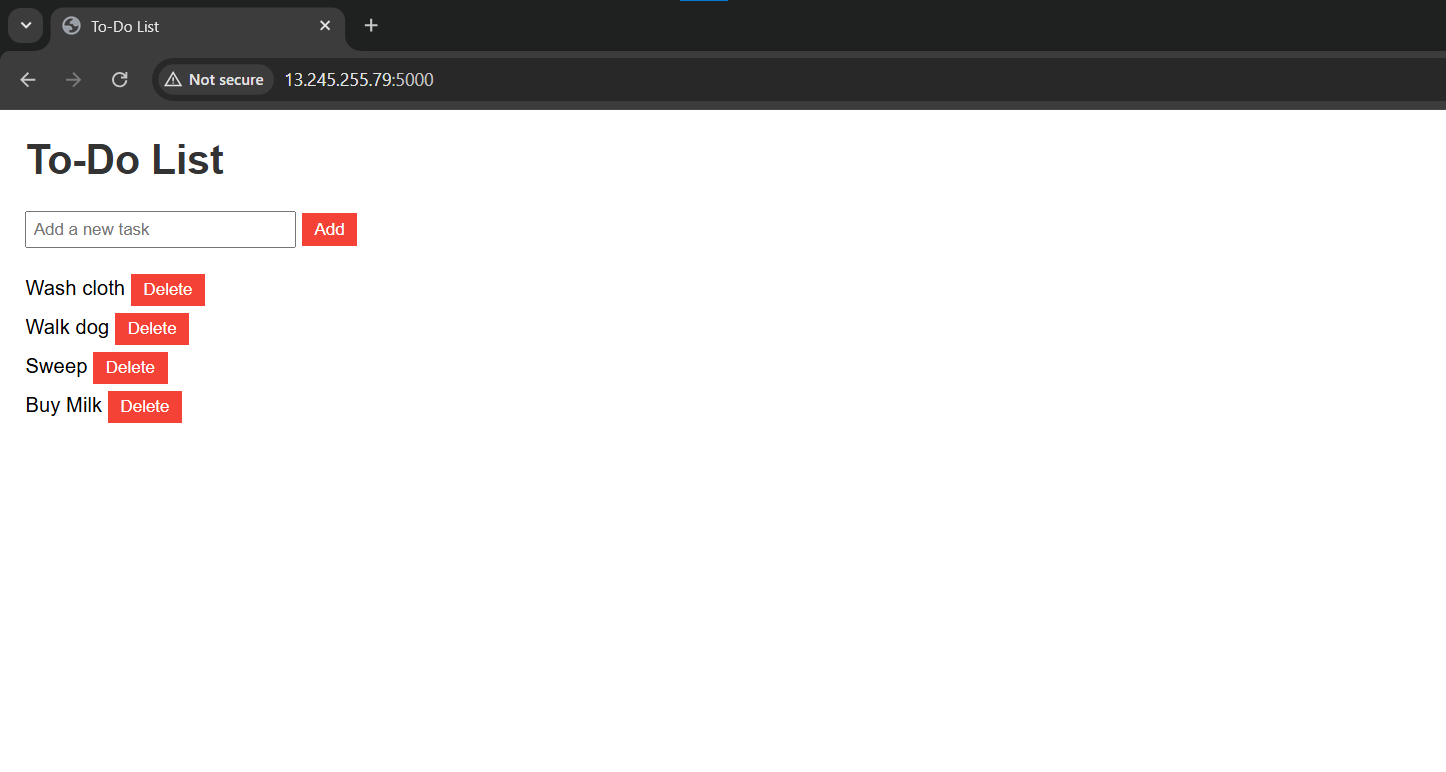 To-Do List
Not secure 13.245.255.79:5000
To-Do List
Add a new task Add
Wash cloth Delete
Walk dog Delete
Sweep Delete
Buy Milk Delete